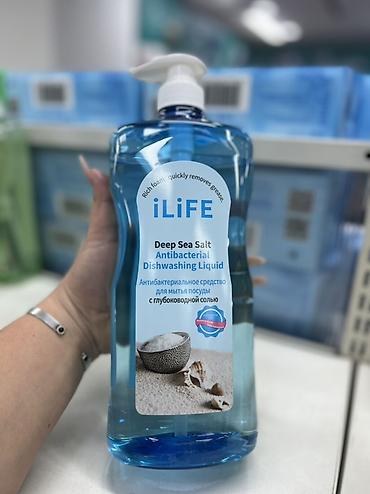 Rich foam, quickly removes grease.
iLiFE
Deep Sea Salt
Antibacterial
Dishwashing Liquid
Антибактериальное средство
для мытья посуды
с глубоководной солью